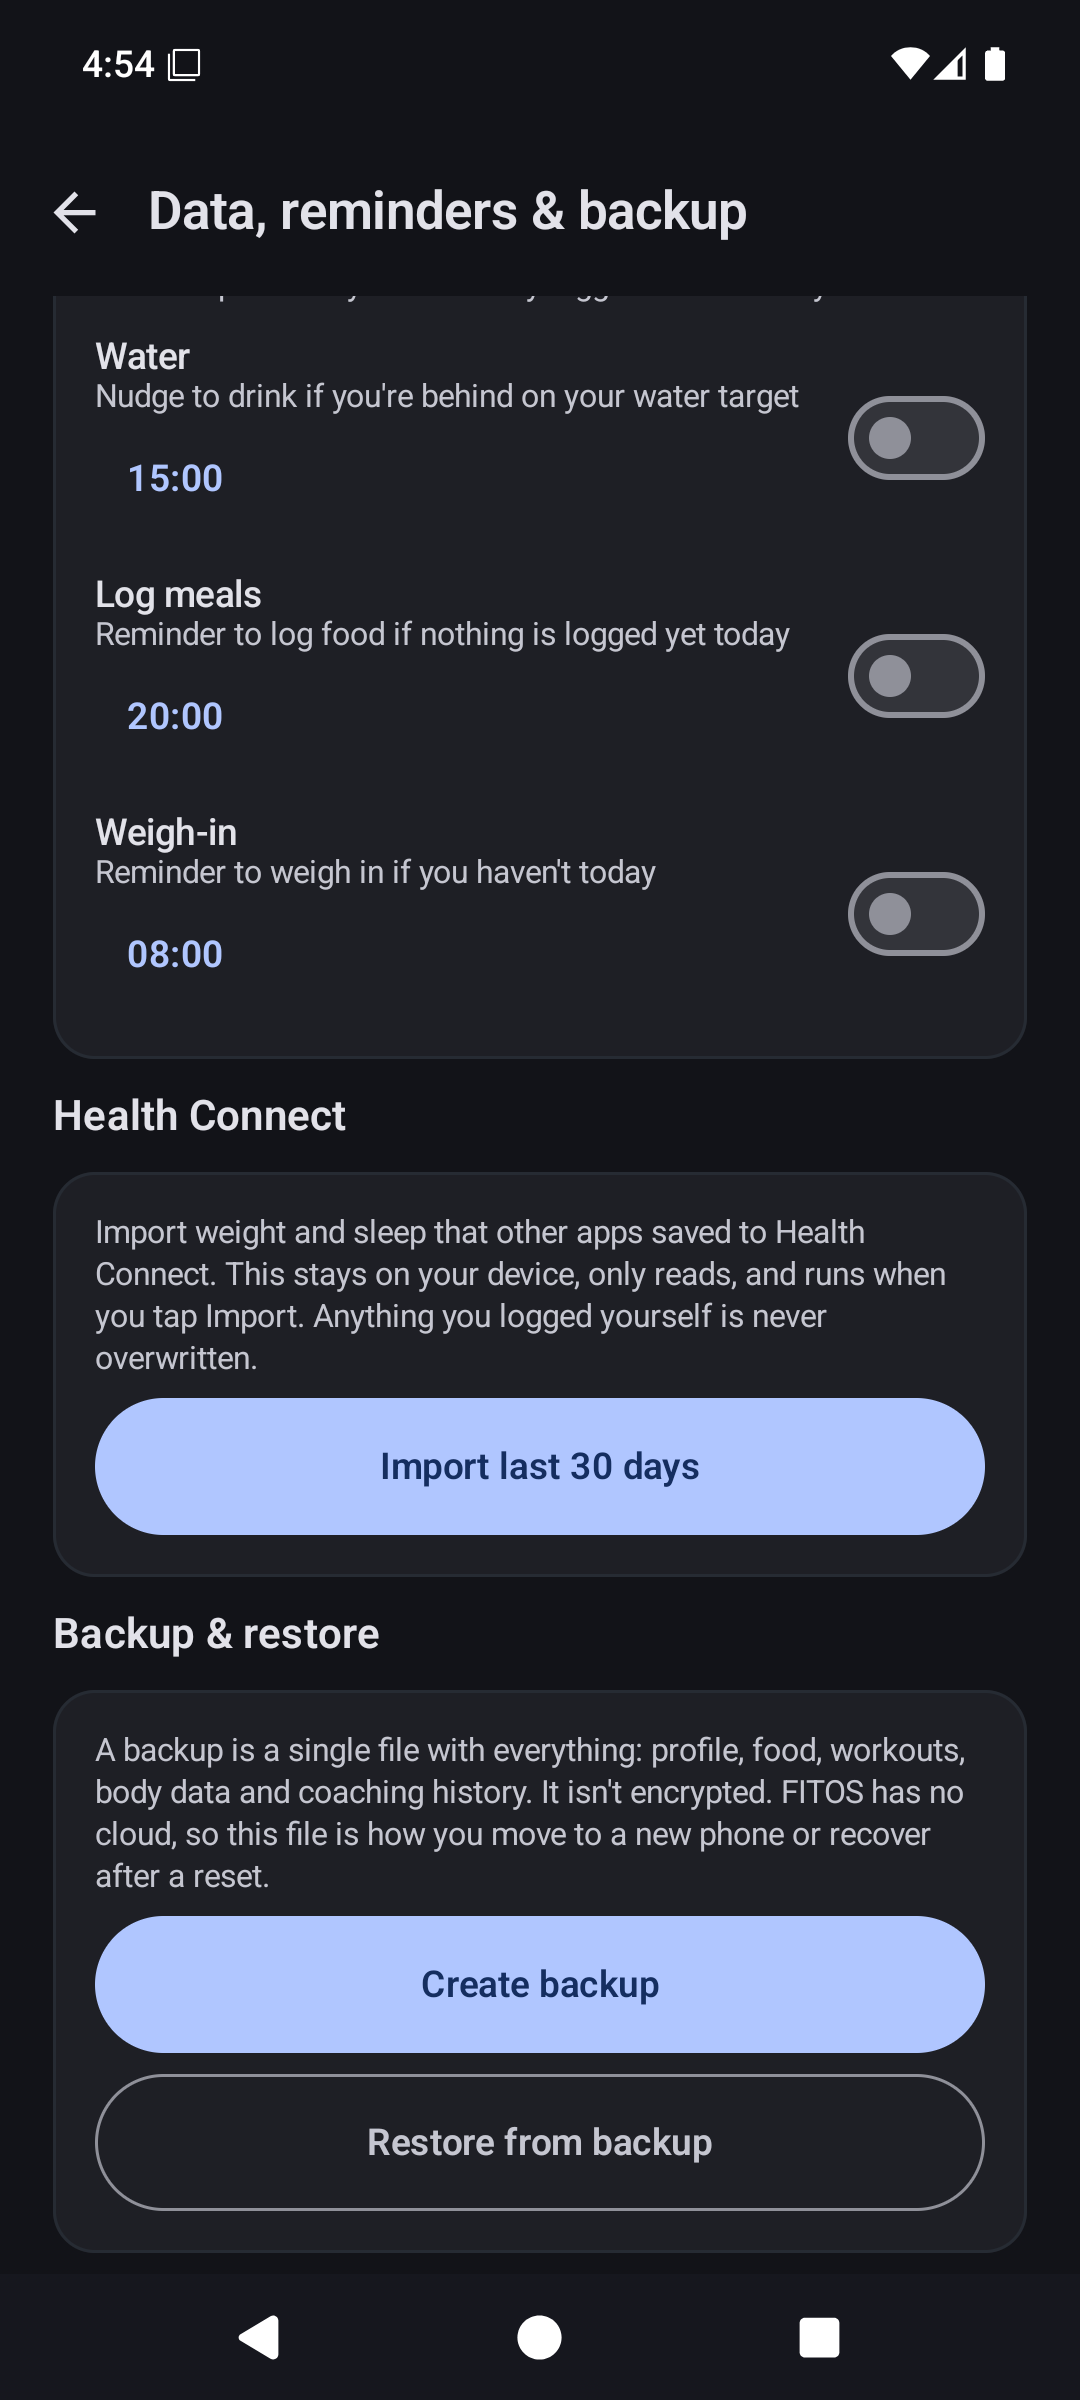 4:54
Data, reminders & backup
Water
Nudge to drink if you're behind on your water target
15:00
Log meals
Reminder to log food if nothing is logged yet today
20:00
Weigh-in
Reminder to weigh in if you haven't today
08:00
Health Connect
Import weight and sleep that other apps saved to Health
Connect. This stays on your device, only reads, and runs when
you tap Import. Anything you logged yourself is never
overwritten.
Import last 30 days
Backup & restore
A backup is a single file with everything: profile, food, workouts,
body data and coaching history. It isn't encrypted. FITOS has no
cloud, so this file is how you move to a new phone or recover
after a reset.
Create backup
Restore from backup